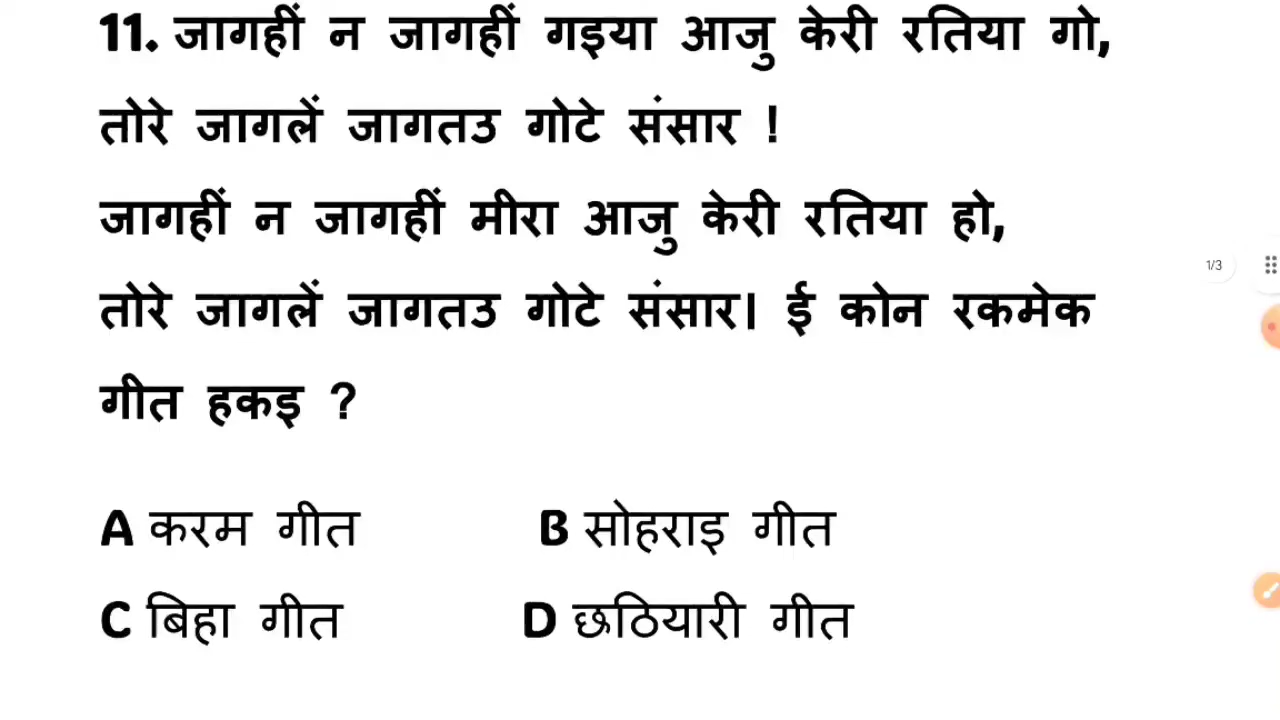 11. जागहीं न जागहीं गइया आजु केरी रतिया गो,
तोरे जागलें जागतउ गोटे संसार !
जागहीं न जागहीं मीरा आजु केरी रतिया हो,
तोरे जागलें जागतउ गोटे संसार। ई कोन रकमेक
गीत हकइ ?
A करम गीत B सोहराइ गीत
C बिहा गीत D छठियारी गीत
1/3